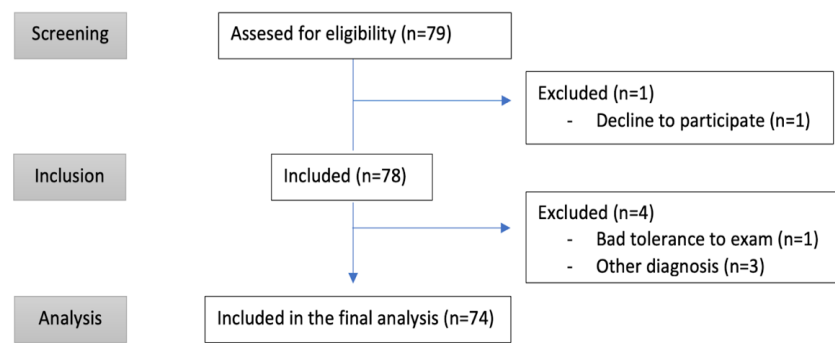 Screening
Assesed for eligibility (n=79)
Excluded (n=1)
- Decline to participate (n=1)
Inclusion
Included (n=78)
Excluded (n=4)
- Bad tolerance to exam (n=1)
- Other diagnosis (n=3)
Analysis
Included in the final analysis (n=74)